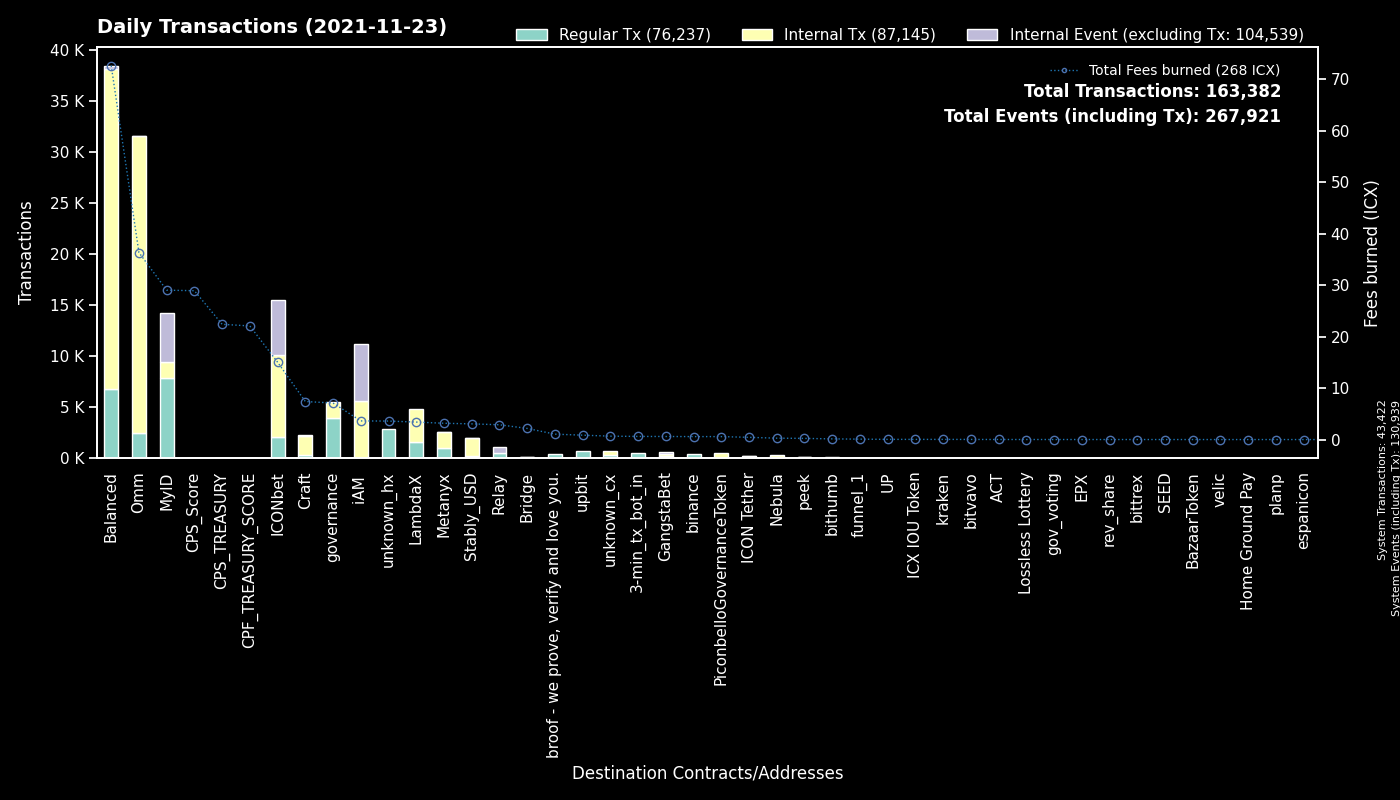 Daily Transactions (2021-11-23)
Regular Tx (76,237)
Internal Tx (87,145)
Internal Event (excluding Tx: 104,539)
Total Fees burned (268 ICX)
Total Transactions: 163,382
Total Events (including Tx): 267,921
Transactions
40 K
35 K
30 K
25 K
20 K
15 K
10 K
5 K
0 K
Fees burned (ICX)
70
60
50
40
30
20
10
0
Balanced
Omm
MyID
CPS_Score
CPS_TREASURY
CPF_TREASURY_SCORE
ICONbet
Craft
governance
iAM
unknown_hx
LambdaX
Metanyx
Stably_USD
Relay
Bridge
broof - we prove, verify and love you.
upbit
unknown_cx
3-min_tx_bot_in
GangstaBet
binance
PiconbelloGovernanceToken
ICON Tether
Nebula
peek
bithumb
funnel_1
UP
ICX IOU Token
kraken
bitvavo
ACT
Lossless Lottery
gov_voting
EPX
rev_share
bittrex
SEED
BazaarToken
velic
Home Ground Pay
planp
espanicon
Destination Contracts/Addresses
System Transactions: 43,422
System Events (including Tx): 130,939